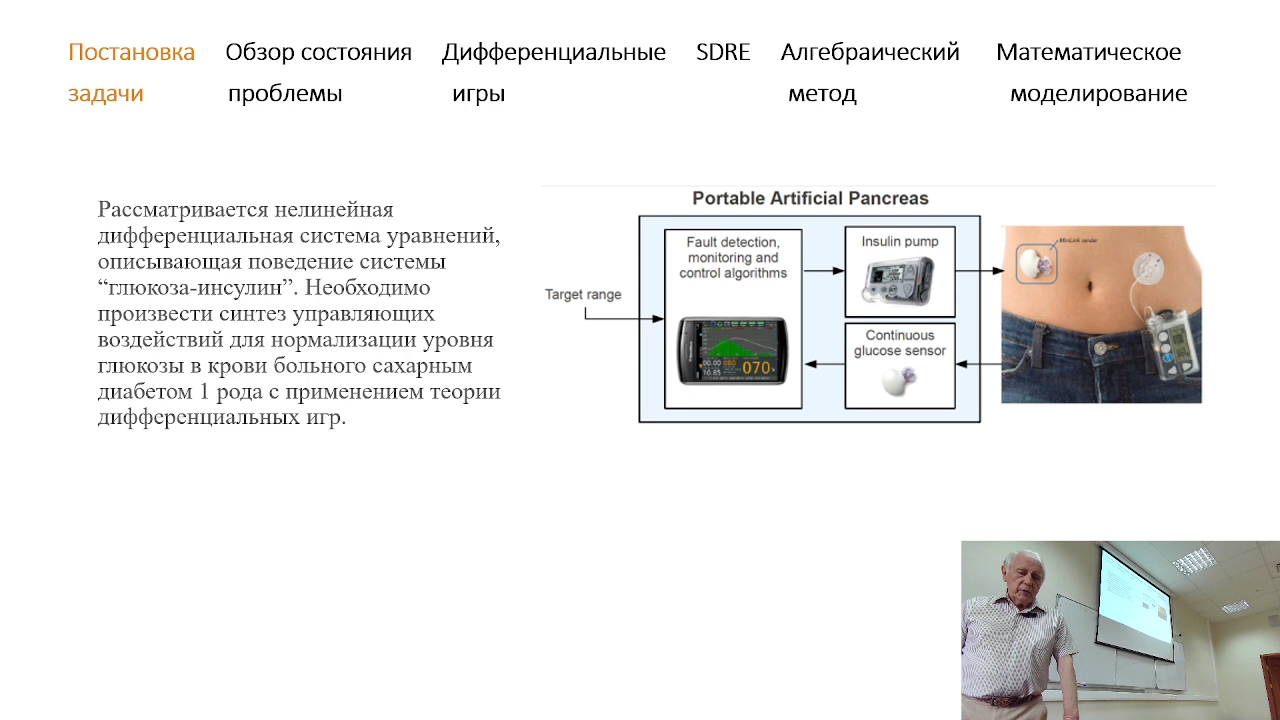 Постановка Обзор состояния Дифференциальные SDRE Алгебраический Математическое
задачи проблемы игры метод моделирование
Рассматривается нелинейная
дифференциальная система уравнений,
описывающая поведение системы
“глюкоза-инсулин”. Необходимо
произвести синтез управляющих
воздействий для нормализации уровня
глюкозы в крови больного сахарным
диабетом 1 рода с применением теории
дифференциальных игр.
Portable Artificial Pancreas
Target range
Fault detection,
monitoring and
control algorithms
070
Insulin pump
Continuous
glucose sensor